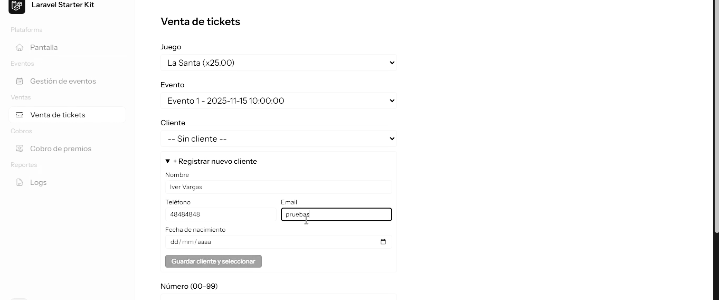 Laravel Starter Kit
Plataforma
Pantalla
Eventos
Gestión de eventos
Ventas
Venta de tickets
Cobros
Cobro de premios
Reportes
Logs
Venta de tickets
Juego
La Santa (x25.00)
Evento
Evento 1 - 2025-11-15 10:00:00
Cliente
-- Sin cliente --
▼ + Registrar nuevo cliente
Nombre
Iver Vargas
Teléfono
Email
48484848
pruebas
Fecha de nacimiento
dd/mm/aaaa
Guardar cliente y seleccionar
Número (00-99)